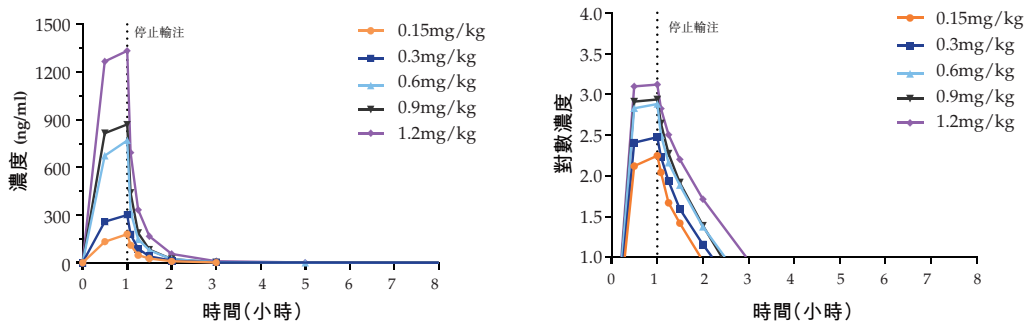 濃度 (ng/ml)
1500
1200
900
600
300
0
停止輸注
0.15mg/kg
0.3mg/kg
0.6mg/kg
0.9mg/kg
1.2mg/kg
0 1 2 3 4 5 6 7 8
時間(小時)
對數濃度
4.0
3.5
3.0
2.5
2.0
1.5
1.0
停止輸注
0.15mg/kg
0.3mg/kg
0.6mg/kg
0.9mg/kg
1.2mg/kg
0 1 2 3 4 5 6 7 8
時間(小時)